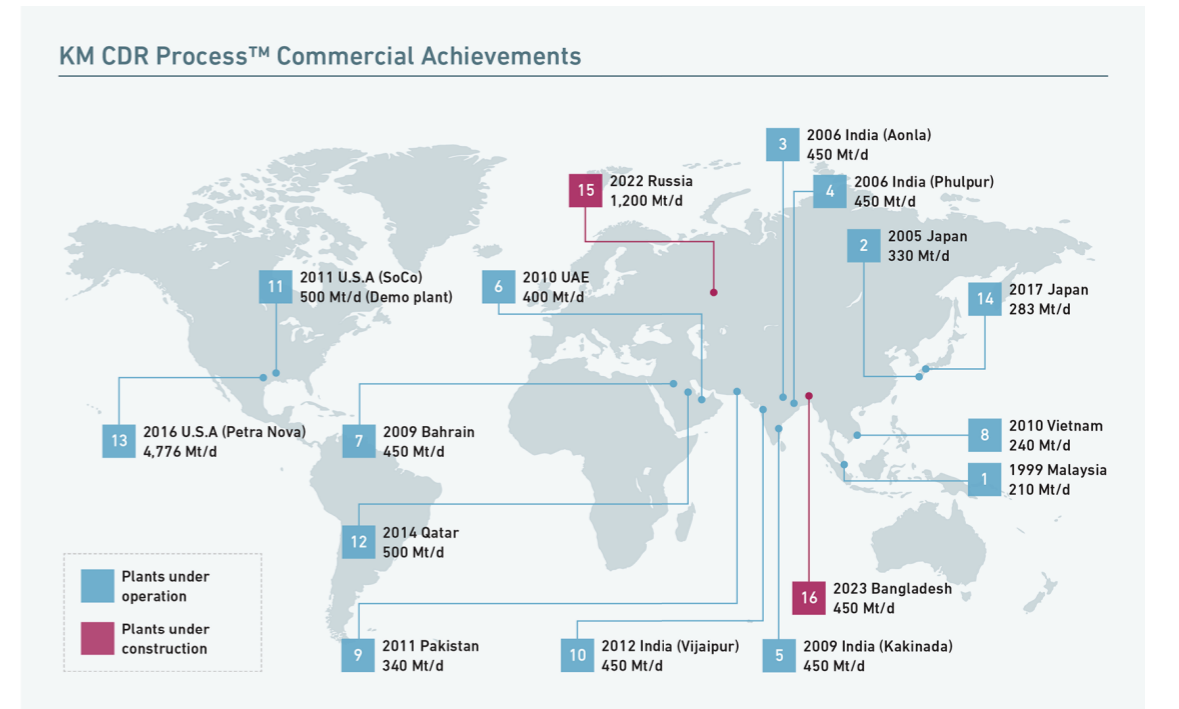 KM CDR Process™ Commercial Achievements
3
2006 India (Aonla)
450 Mt/d
15
2022 Russia
1,200 Mt/d
4
2006 India (Phulpur)
450 Mt/d
2
2005 Japan
330 Mt/d
11
2011 U.S.A (SoCo)
500 Mt/d (Demo plant)
6
2010 UAE
400 Mt/d
14
2017 Japan
283 Mt/d
13
2016 U.S.A (Petra Nova)
4,776 Mt/d
7
2009 Bahrain
450 Mt/d
8
2010 Vietnam
240 Mt/d
1
1999 Malaysia
210 Mt/d
12
2014 Qatar
500 Mt/d
Plants under
operation
Plants under
construction
16
2023 Bangladesh
450 Mt/d
9
2011 Pakistan
340 Mt/d
10
2012 India (Vijaipur)
450 Mt/d
5
2009 India (Kakinada)
450 Mt/d